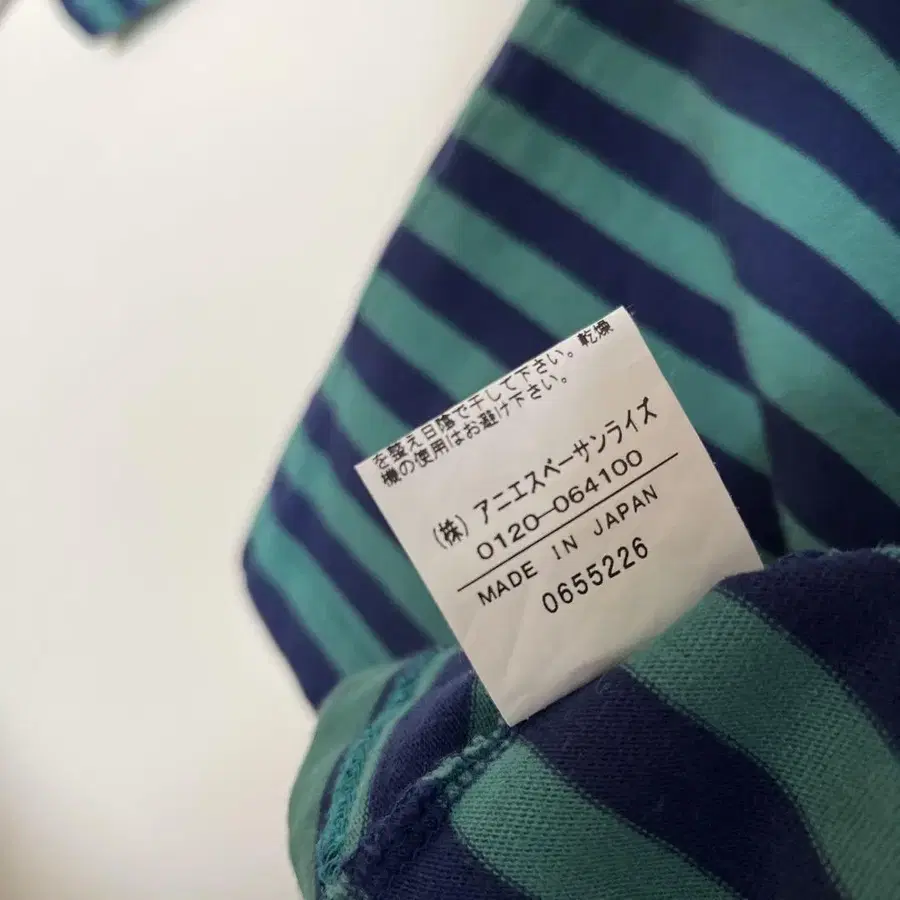 を整え日陰で干して下さい。乾燥
機の使用はお避け下さい。
(株) アニエスベーサンライズ
0120-064100
MADE IN JAPAN
0655226